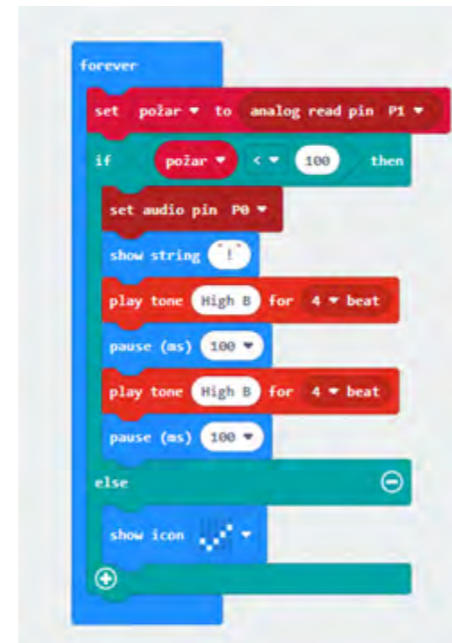 forever
set požar to analog read pin P1
if požar < 100 then
set audio pin P0
show string "!"
play tone High B for 4 beat
pause (ms) 100
play tone High B for 4 beat
pause (ms) 100
else
show icon